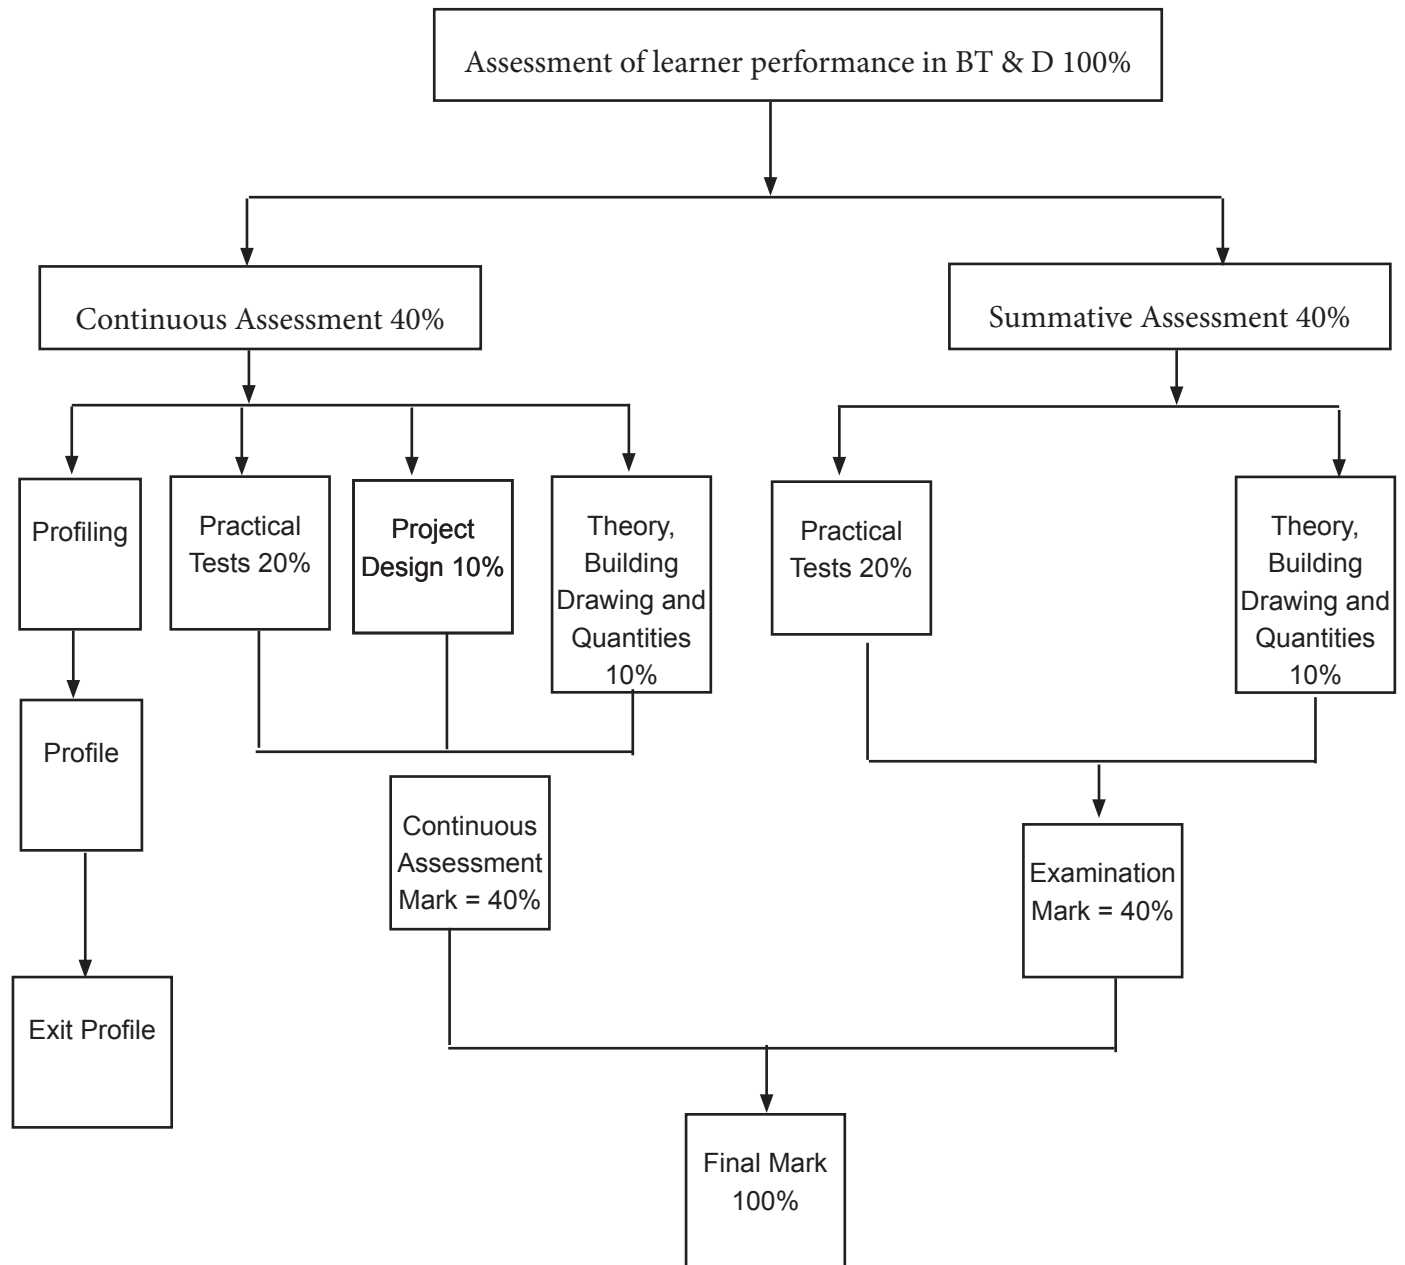 Assessment of learner performance in BT & D 100%
Continuous Assessment 40%
Summative Assessment 40%
Profiling
Practical
Tests 20%
Project
Design 10%
Theory,
Building
Drawing and
Quantities
10%
Practical
Tests 20%
Theory,
Building
Drawing and
Quantities
10%
Profile
Continuous
Assessment
Mark = 40%
Examination
Mark = 40%
Exit Profile
Final Mark
100%